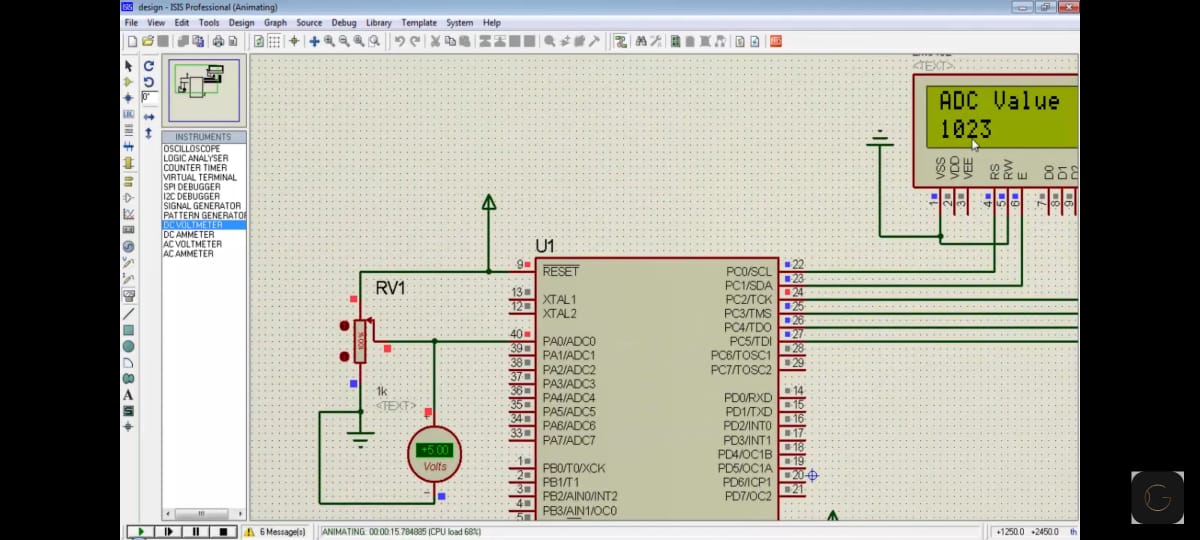 ISIS design - ISIS Professional (Animating)
File View Edit Tools Design Graph Source Debug Library Template System Help
0°
LBL
A
S
INSTRUMENTS
OSCILLOSCOPE
LOGIC ANALYSER
COUNTER TIMER
VIRTUAL TERMINAL
SPI DEBUGGER
I2C DEBUGGER
SIGNAL GENERATOR
PATTERN GENERATOR
DC VOLTMETER
DC AMMETER
AC VOLTMETER
AC AMMETER
<TEXT>
ADC Value
1023
VSS VDD VEE RS RW E D0 D1 D2
1 2 3 4 5 6 7 8 9
U1
RV1
100%
1k
<TEXT>
+5.00
Volts
9 RESET
13 XTAL1
12 XTAL2
40 PA0/ADC0
39 PA1/ADC1
38 PA2/ADC2
37 PA3/ADC3
36 PA4/ADC4
35 PA5/ADC5
34 PA6/ADC6
33 PA7/ADC7
1 PB0/T0/XCK
2 PB1/T1
3 PB2/AIN0/INT2
4 PB3/AIN1/OC0
5
PC0/SCL 22
PC1/SDA 23
PC2/TCK 24
PC3/TMS 25
PC4/TDO 26
PC5/TDI 27
PC6/TOSC1 28
PC7/TOSC2 29
PD0/RXD 14
PD1/TXD 15
PD2/INT0 16
PD3/INT1 17
PD4/OC1B 18
PD5/OC1A 19
PD6/ICP1 20
PD7/OC2 21
6 Message(s) ANIMATING: 00:00:15.784885 (CPU load 68%) +1250.0 +2450.0 th
G